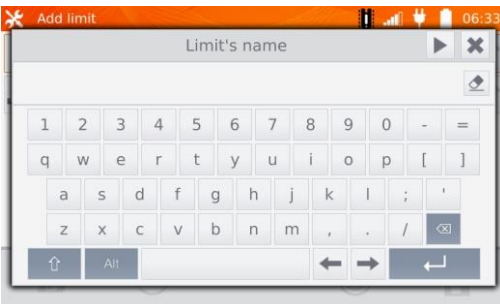 Add limit 06:33
Limit's name
1 2 3 4 5 6 7 8 9 0 - =
q w e r t y u i o p [ ]
a s d f g h j k l ; '
z x c v b n m , . /
Alt